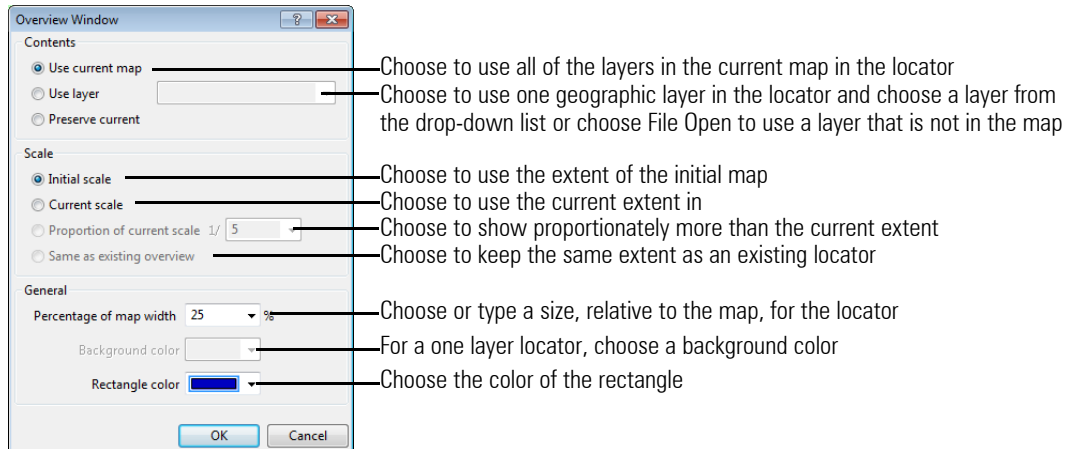 Overview Window
Contents
Use current map
Choose to use all of the layers in the current map in the locator
Use layer
Choose to use one geographic layer in the locator and choose a layer from
the drop-down list or choose File Open to use a layer that is not in the map
Preserve current
Scale
Initial scale
Choose to use the extent of the initial map
Current scale
Choose to use the current extent in
Proportion of current scale 1/ 5
Choose to show proportionately more than the current extent
Same as existing overview
Choose to keep the same extent as an existing locator
General
Percentage of map width 25 %
Choose or type a size, relative to the map, for the locator
Background color
For a one layer locator, choose a background color
Rectangle color
Choose the color of the rectangle
OK Cancel